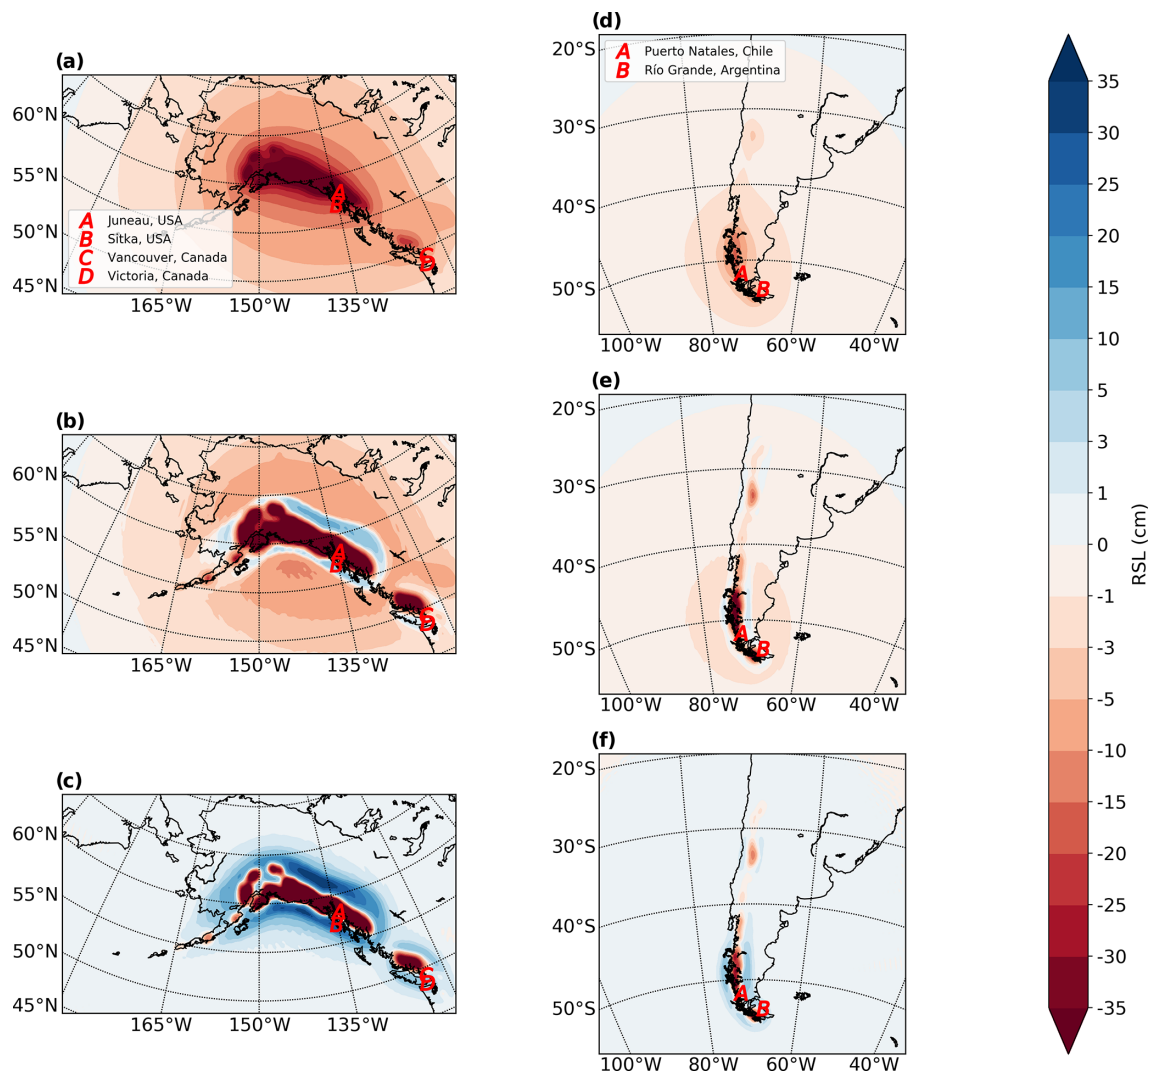 (a)
60°N
55°N
50°N
45°N
A Juneau, USA
B Sitka, USA
C Vancouver, Canada
D Victoria, Canada
A
B
C
D
165°W 150°W 135°W
(d)
20°S
30°S
40°S
50°S
A Puerto Natales, Chile
B Río Grande, Argentina
A
B
100°W 80°W 60°W 40°W
(b)
60°N
55°N
50°N
45°N
A
B
C
D
165°W 150°W 135°W
(e)
20°S
30°S
40°S
50°S
A
B
100°W 80°W 60°W 40°W
(c)
60°N
55°N
50°N
45°N
A
B
C
D
165°W 150°W 135°W
(f)
20°S
30°S
40°S
50°S
A
B
100°W 80°W 60°W 40°W
35
30
25
20
15
10
5
3
1
0
-1
-3
-5
-10
-15
-20
-25
-30
-35
RSL (cm)